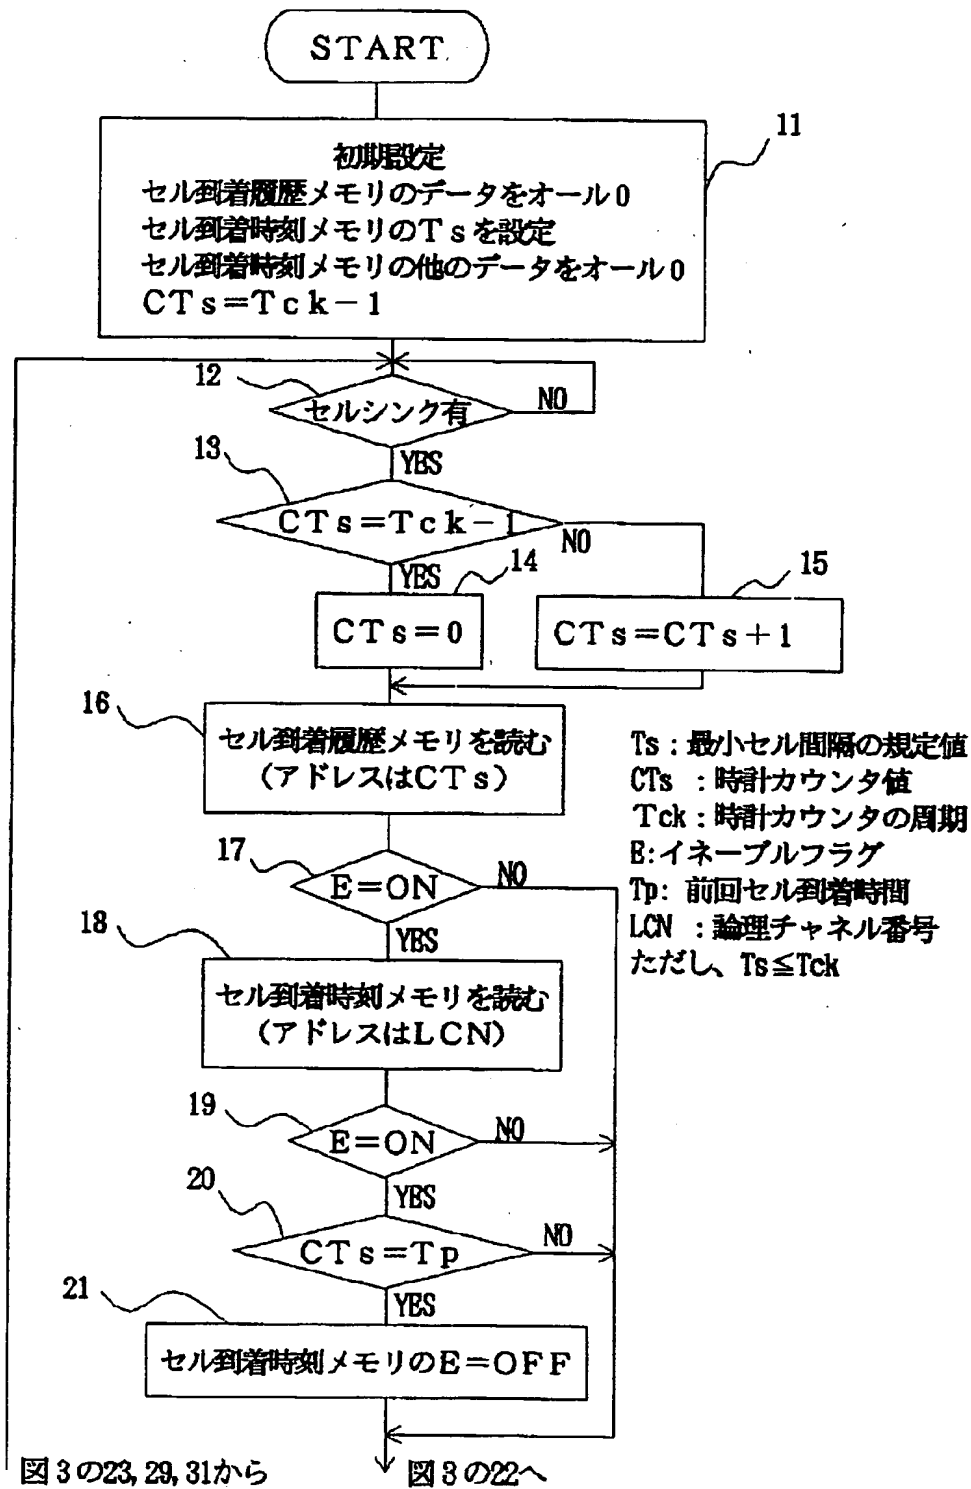 START
11
初期設定
セル到着履歴メモリのデータをオール0
セル到着時刻メモリのTsを設定
セル到着時刻メモリの他のデータをオール0
CTs=Tck-1
12
セルシンク有
NO
YES
13
CTs=Tck-1
NO
YES
14
CTs=0
15
CTs=CTs+1
16
セル到着履歴メモリを読む
(アドレスはCTs)
Ts:最小セル間隔の規定値
CTs :時計カウンタ値
Tck:時計カウンタの周期
E:イネーブルフラグ
Tp: 前回セル到着時間
LCN :論理チャネル番号
ただし、Ts≦Tck
17
E=ON
NO
YES
18
セル到着時刻メモリを読む
(アドレスはLCN)
19
E=ON
NO
YES
20
CTs=Tp
NO
YES
21
セル到着時刻メモリのE=OFF
図3の23,29,31から
図3の22へ